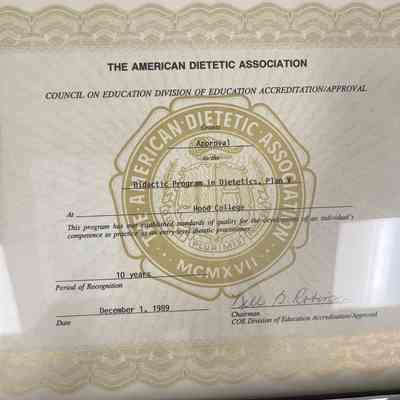 THE AMERICAN DIETETIC ASSOCIATION
COUNCIL ON EDUCATION DIVISION OF EDUCATION ACCREDITATION/APPROVAL
Grants
Approval
to the
Didactic Program in Dietetics, Plan V
At Hood College
This program has met established standards of quality for the development of an individual's
competence as practice as an entry-level dietetic practitioner.
10 years
Period of Recognition
December 1, 1989
Date
Chairman
COE Division of Education Accreditation/Approval
THE AMERICAN DIETETIC ASSOCIATION
PLURIMIS
MCMXVII